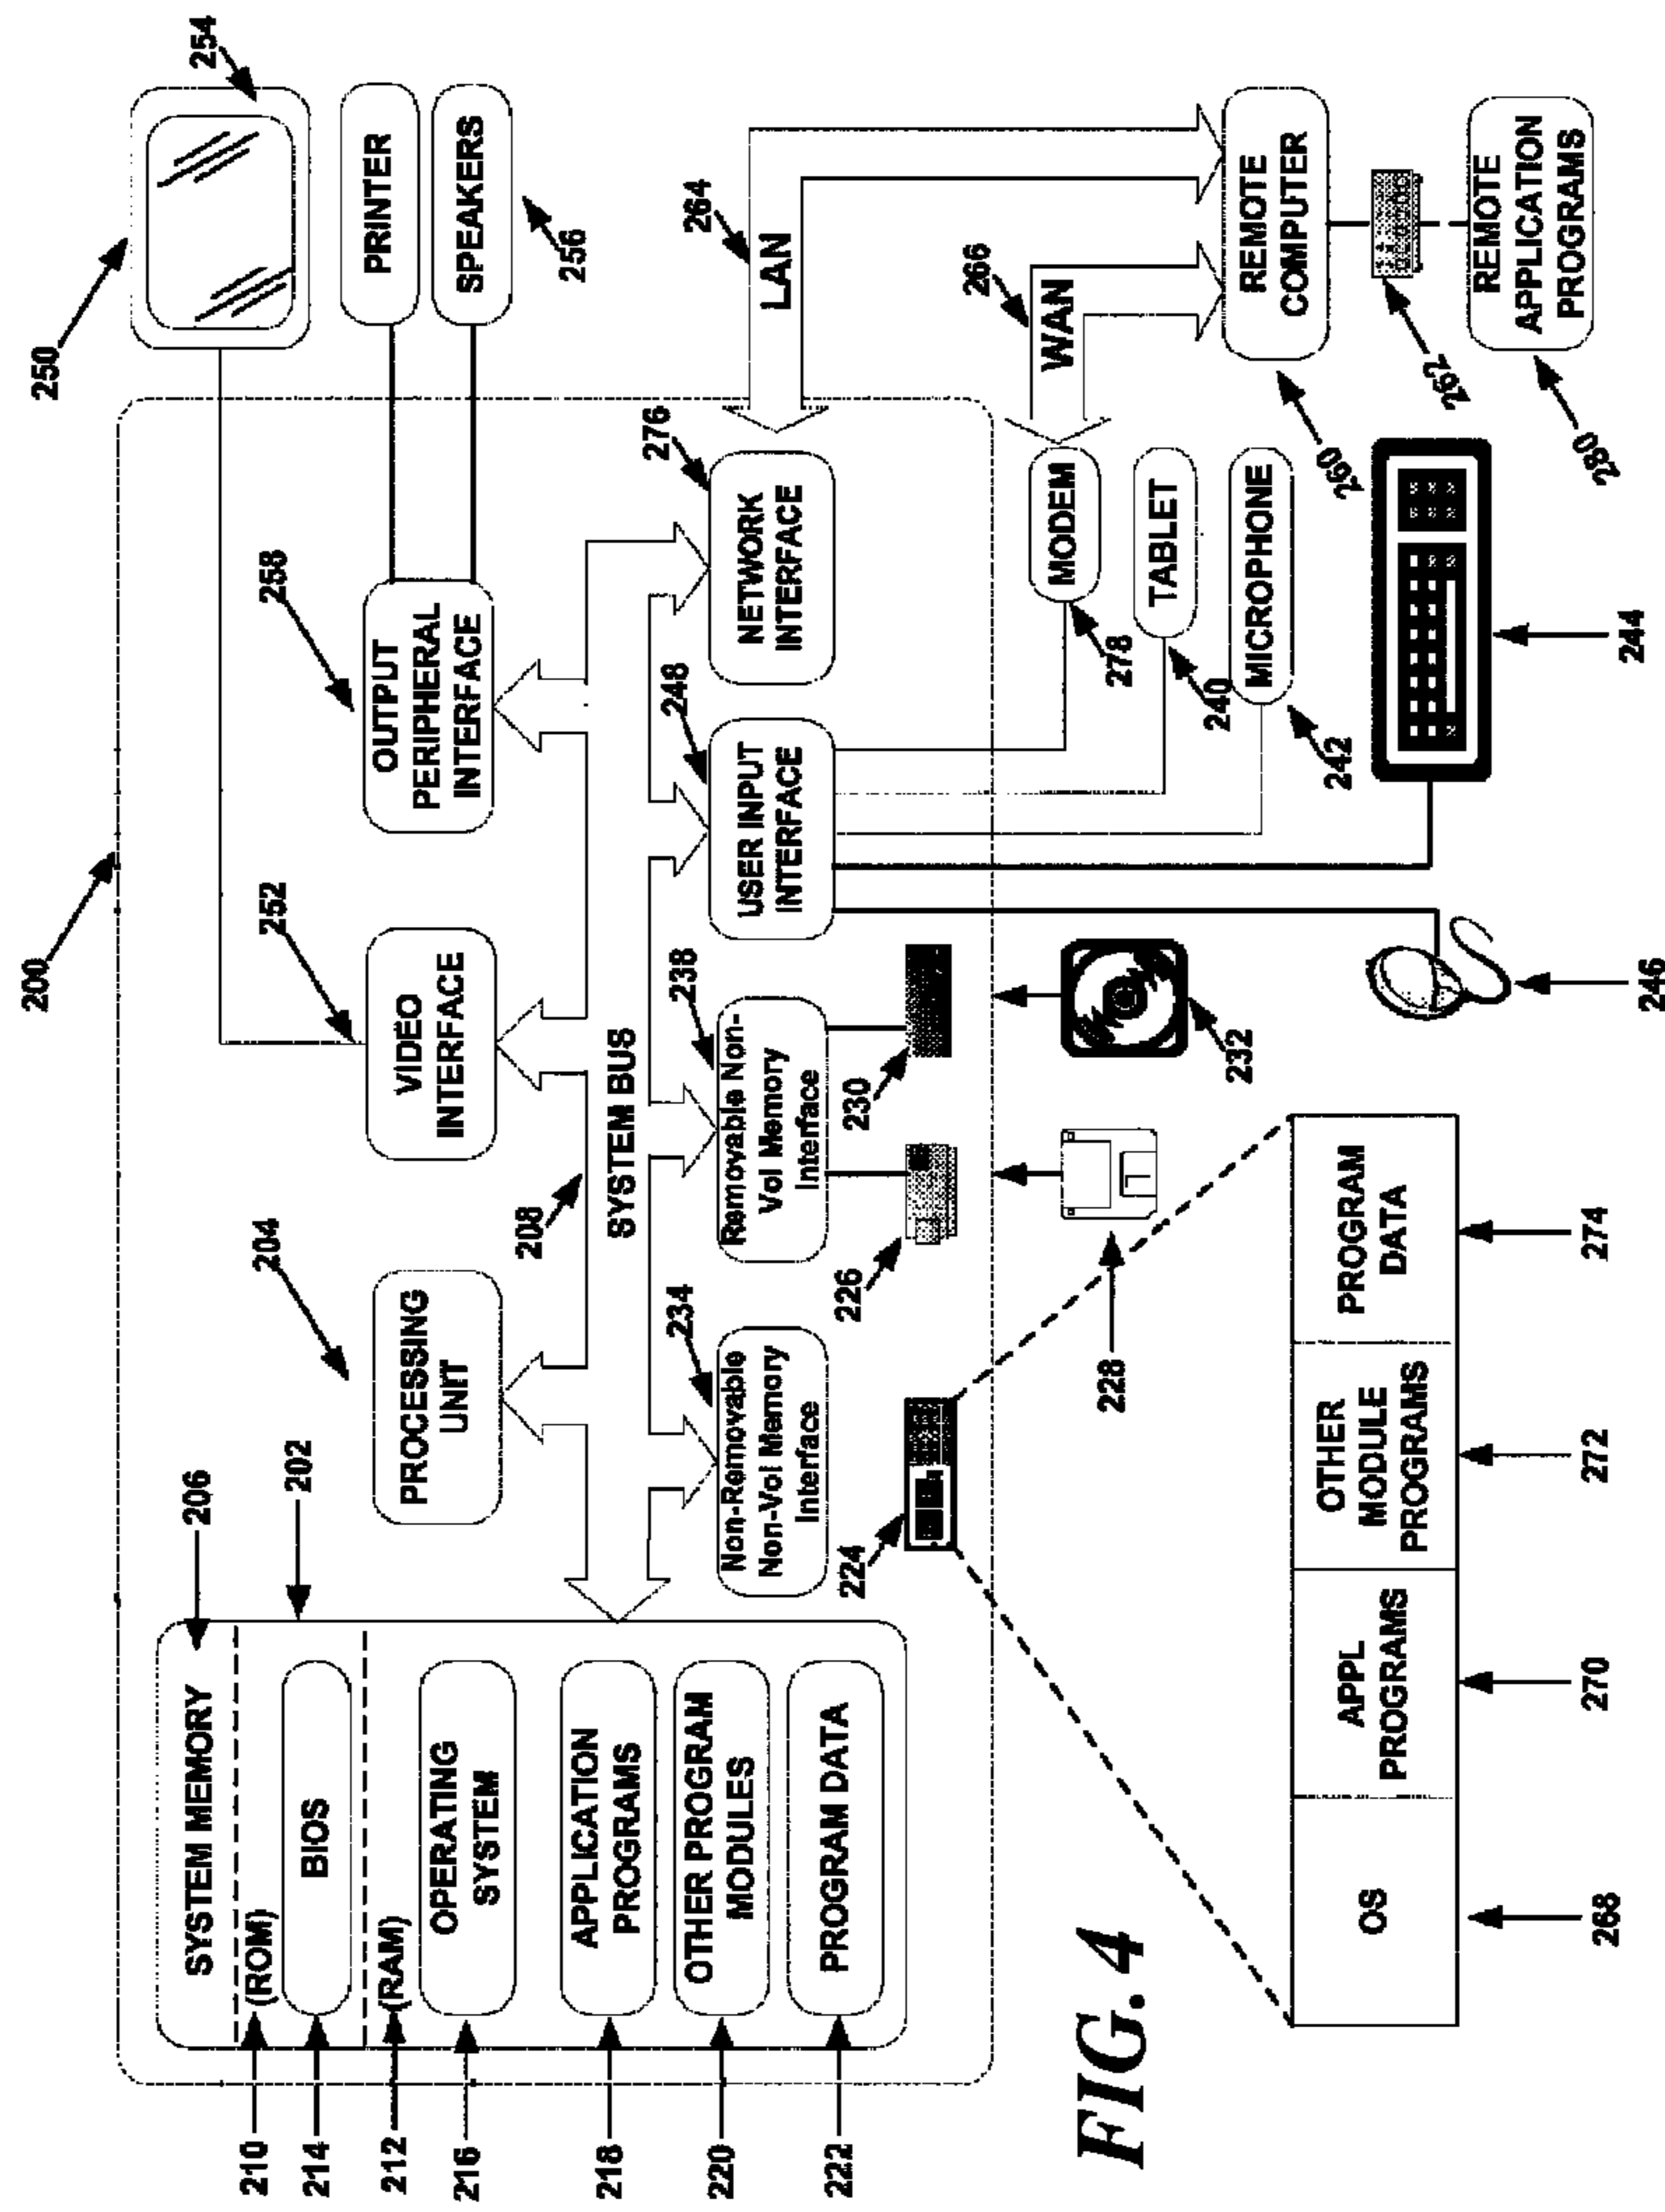 200
250
254
SYSTEM MEMORY
206
202
210
(ROM)
214
BIOS
212
(RAM)
216
OPERATING
SYSTEM
218
APPLICATION
PROGRAMS
220
OTHER PROGRAM
MODULES
222
PROGRAM DATA
204
PROCESSING
UNIT
252
VIDEO
INTERFACE
258
OUTPUT
PERIPHERAL
INTERFACE
PRINTER
SPEAKERS
256
208
SYSTEM BUS
234
Non-Removable
Non-Vol Memory
Interface
238
Removable Non-
Vol Memory
Interface
248
USER INPUT
INTERFACE
276
NETWORK
INTERFACE
264
LAN
224
226
230
266
WAN
MODEM
278
TABLET
240
MICROPHONE
242
228
232
REMOTE
COMPUTER
260
262
244
246
REMOTE
APPLICATION
PROGRAMS
280
OS
APPL
PROGRAMS
OTHER
MODULE
PROGRAMS
PROGRAM
DATA
268
270
272
274
FIG. 4